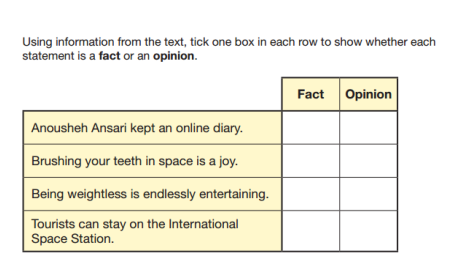 Using information from the text, tick one box in each row to show whether each
statement is a fact or an opinion.
Fact Opinion
Anousheh Ansari kept an online diary.
Brushing your teeth in space is a joy.
Being weightless is endlessly entertaining.
Tourists can stay on the International
Space Station.